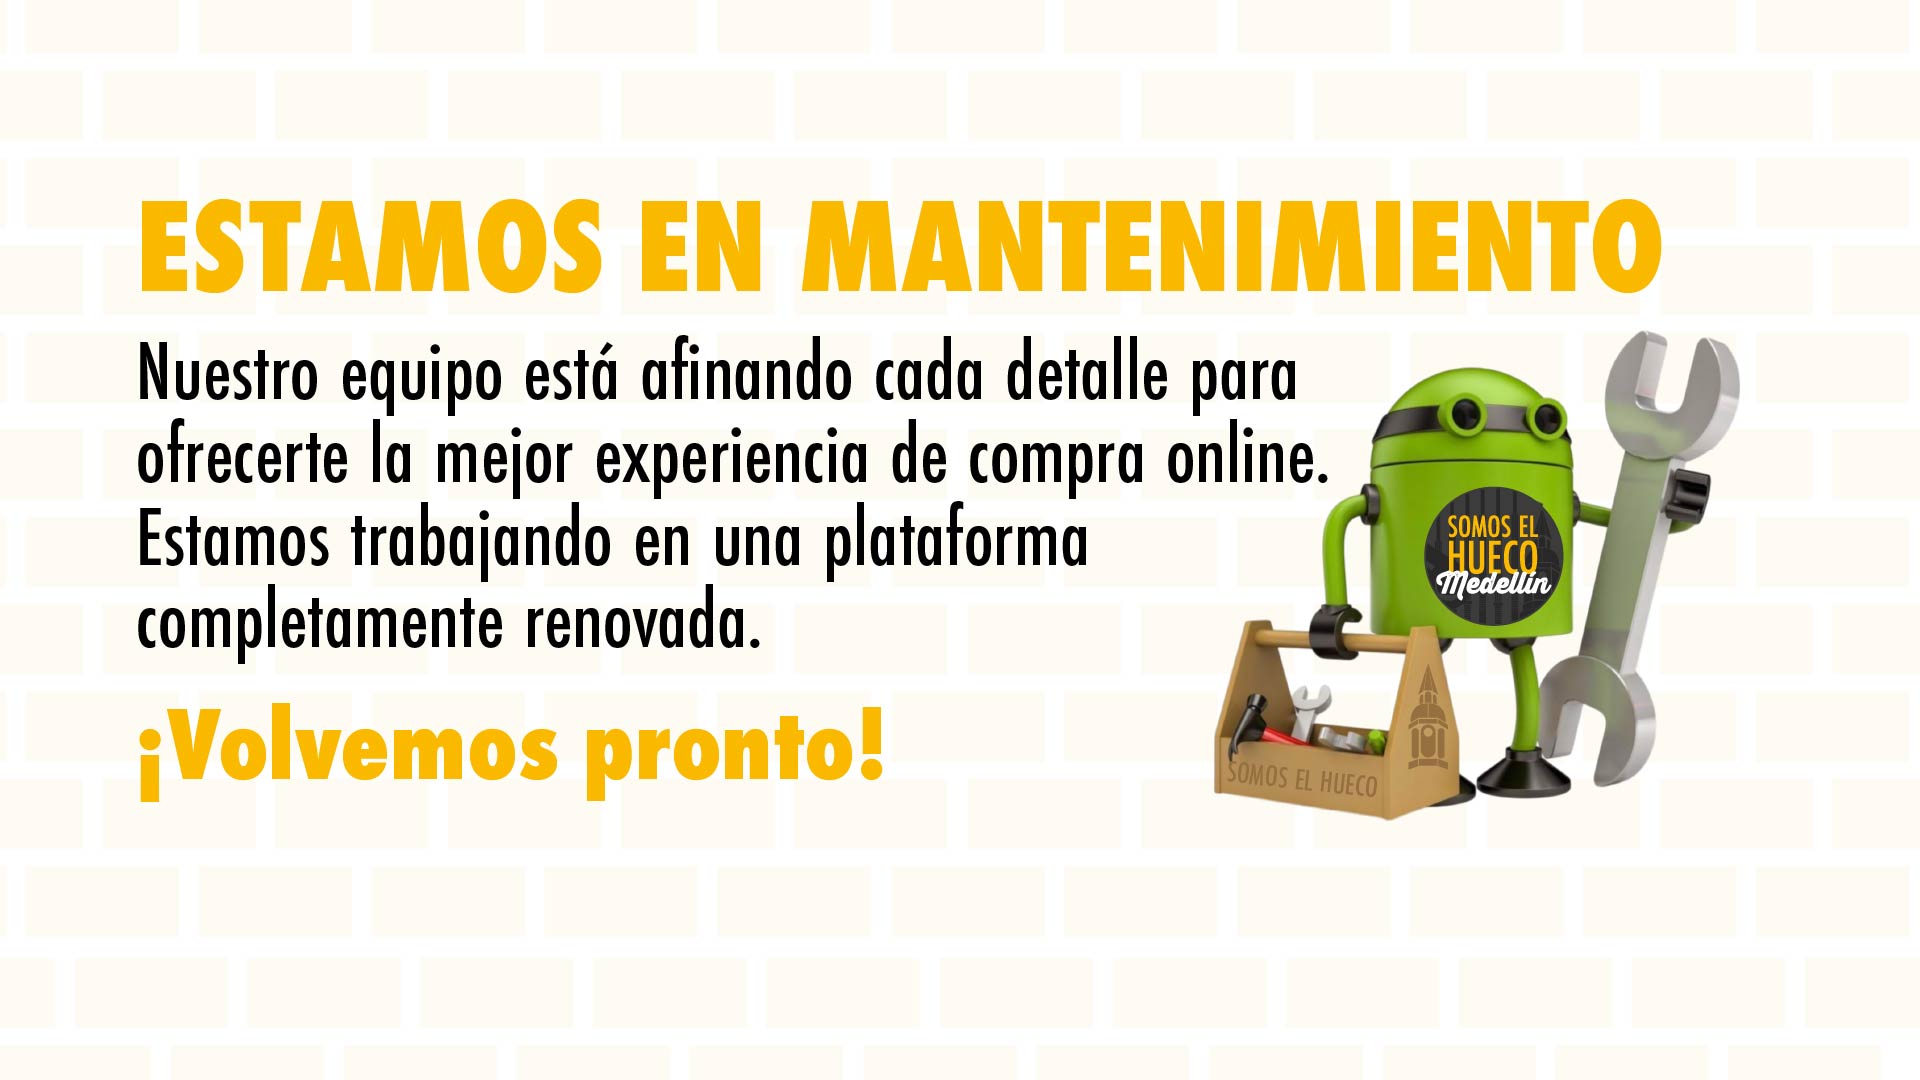 ESTAMOS EN MANTENIMIENTO
Nuestro equipo está afinando cada detalle para
ofrecerte la mejor experiencia de compra online.
Estamos trabajando en una plataforma
completamente renovada.
¡Volvemos pronto!
SOMOS EL
HUECO
Medellín
SOMOS EL HUECO